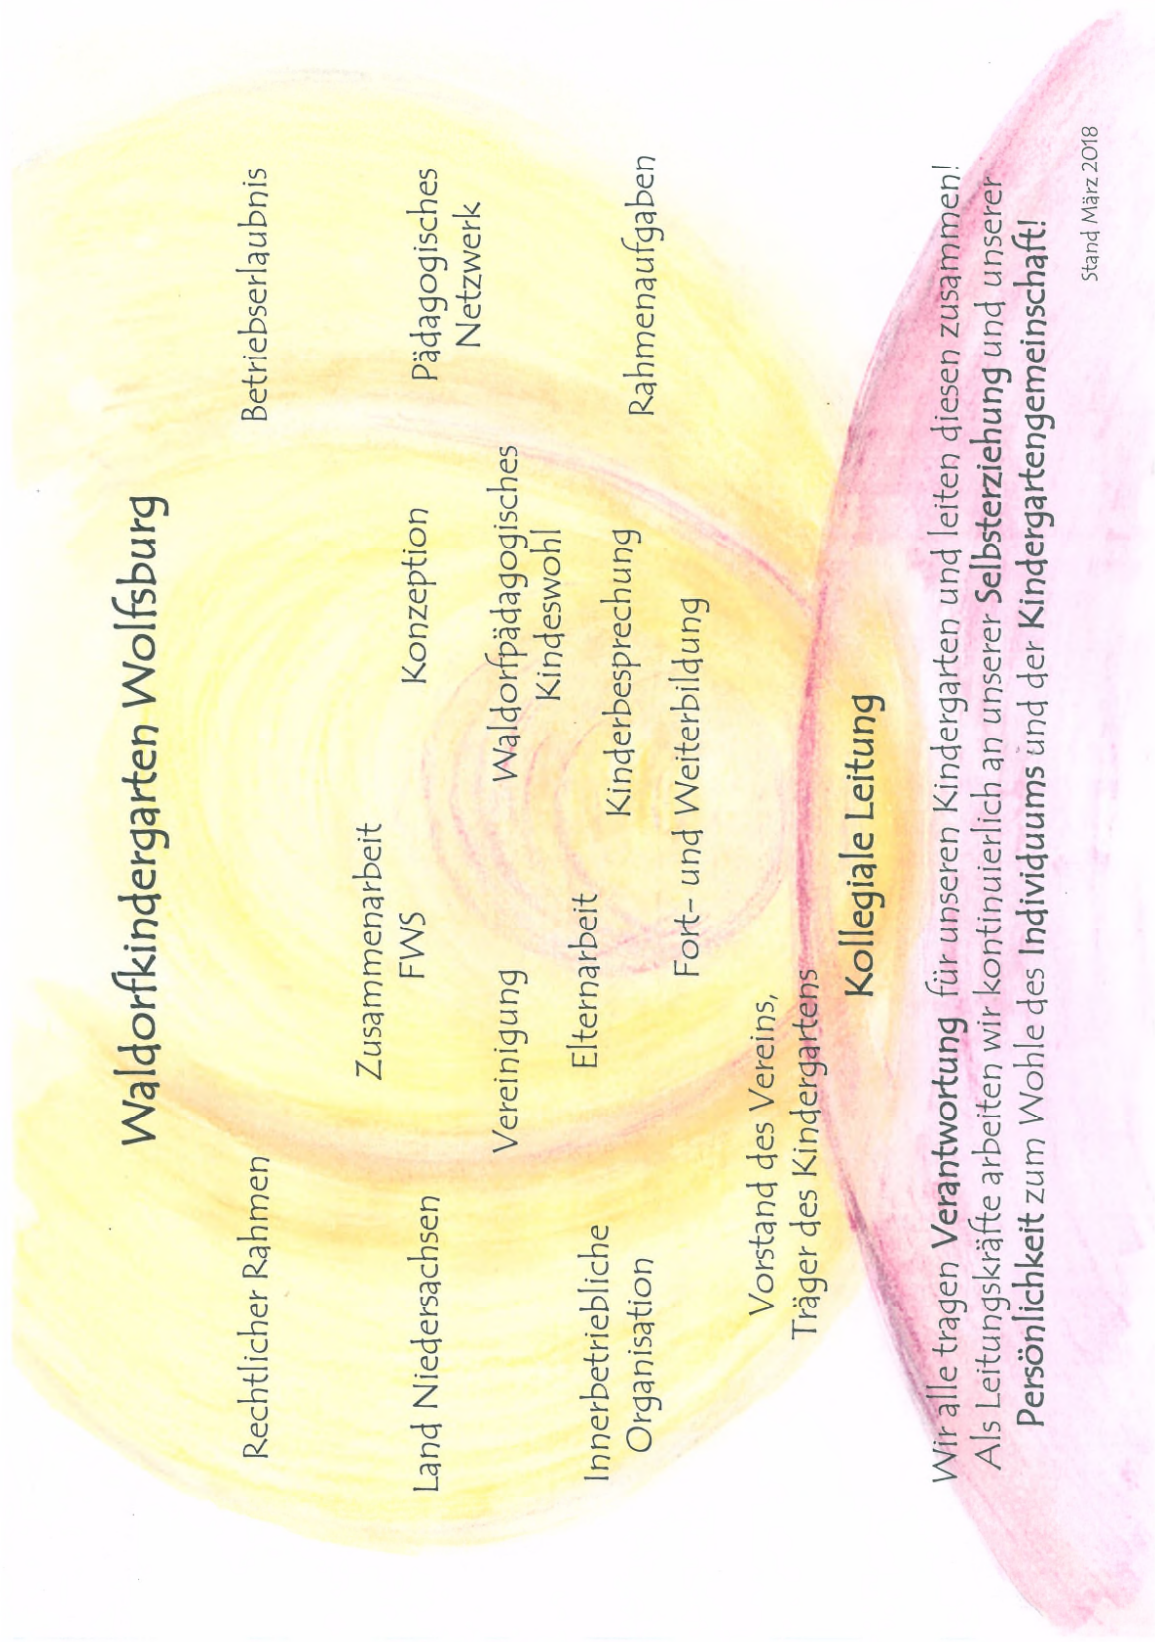 Waldorfkindergarten Wolfsburg
Rechtlicher Rahmen
Betriebserlaubnis
Zusammenarbeit
FWS
Konzeption
Land Niedersachsen
Pädagogisches
Netzwerk
Vereinigung
Waldorfpädagogisches
Kindeswohl
Innerbetriebliche
Organisation
Elternarbeit
Kinderbesprechung
Rahmenaufgaben
Fort- und Weiterbildung
Vorstand des Vereins,
Träger des Kindergartens
Kollegiale Leitung
Wir alle tragen Verantwortung für unseren Kindergarten und leiten diesen zusammen!
Als Leitungskräfte arbeiten wir kontinuierlich an unserer Selbsterziehung und unserer
Persönlichkeit zum Wohle des Individuums und der Kindergartengemeinschaft!
Stand März 2018